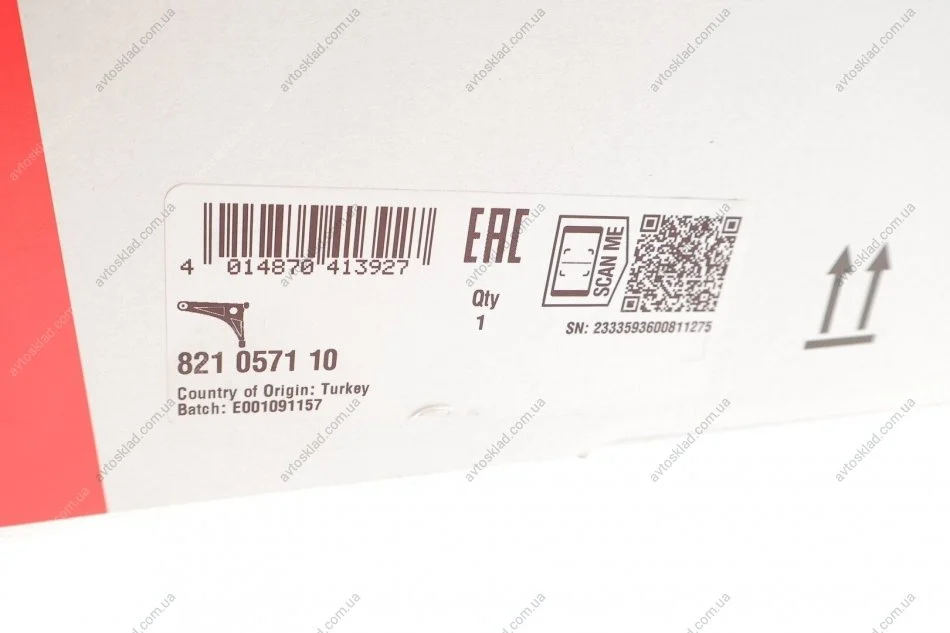 4 014870 413927
EAC
SCAN ME
Qty
1
SN: 2333593600811275
821 0571 10
Country of Origin: Turkey
Batch: E001091157
avtosklad.com.ua